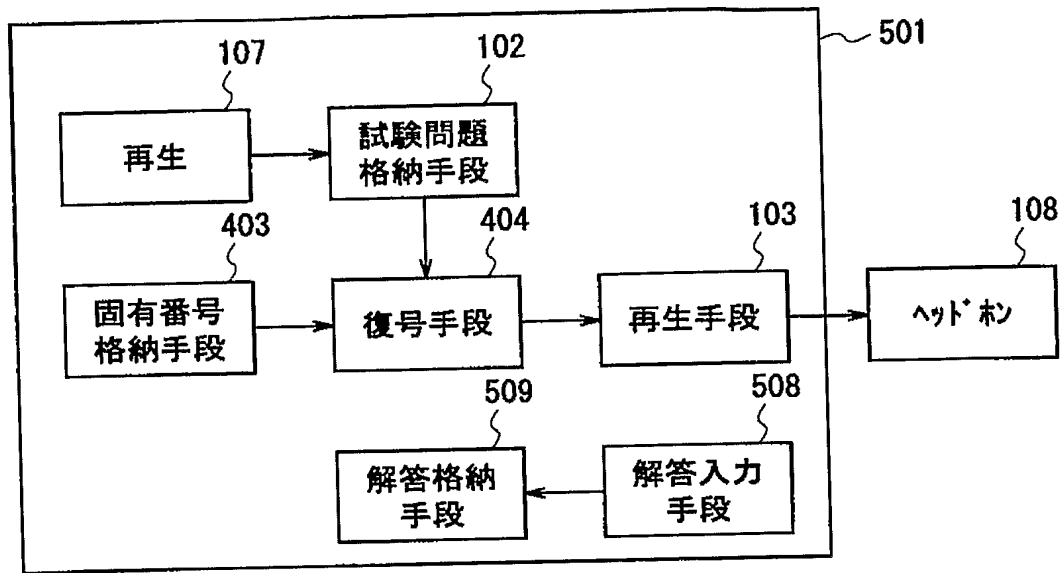 501
107
102
再生
試験問題
格納手段
403
404
103
108
固有番号
格納手段
復号手段
再生手段
ヘッドホン
509
508
解答格納
手段
解答入力
手段